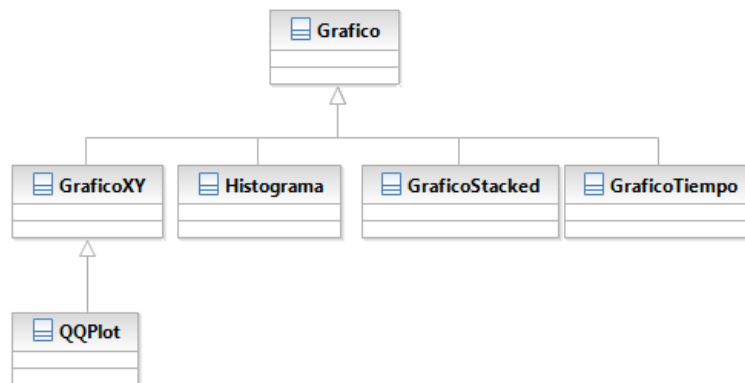 Grafico
GraficoXY
Histograma
GraficoStacked
GraficoTiempo
QQPlot